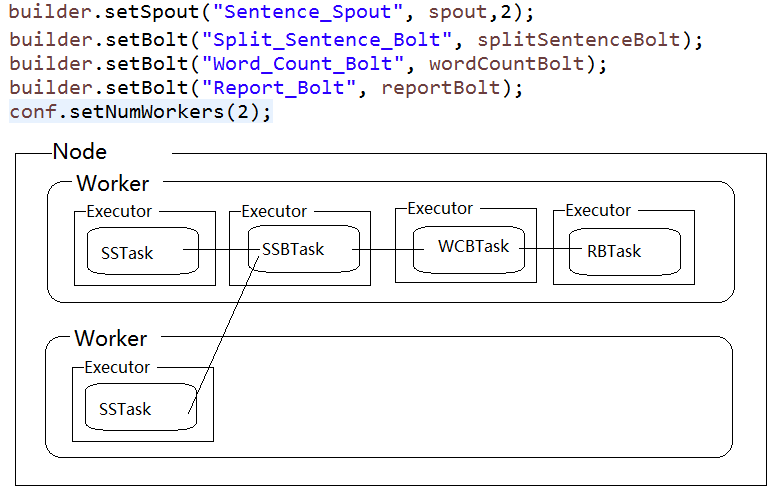 builder.setSpout("Sentence_Spout", spout,2);
builder.setBolt("Split_Sentence_Bolt", splitSentenceBolt);
builder.setBolt("Word_Count_Bolt", wordCountBolt);
builder.setBolt("Report_Bolt", reportBolt);
conf.setNumWorkers(2);
Node
Worker
Executor
SSTask
Executor
SSBTask
Executor
WCBTask
Executor
RBTask
Worker
Executor
SSTask